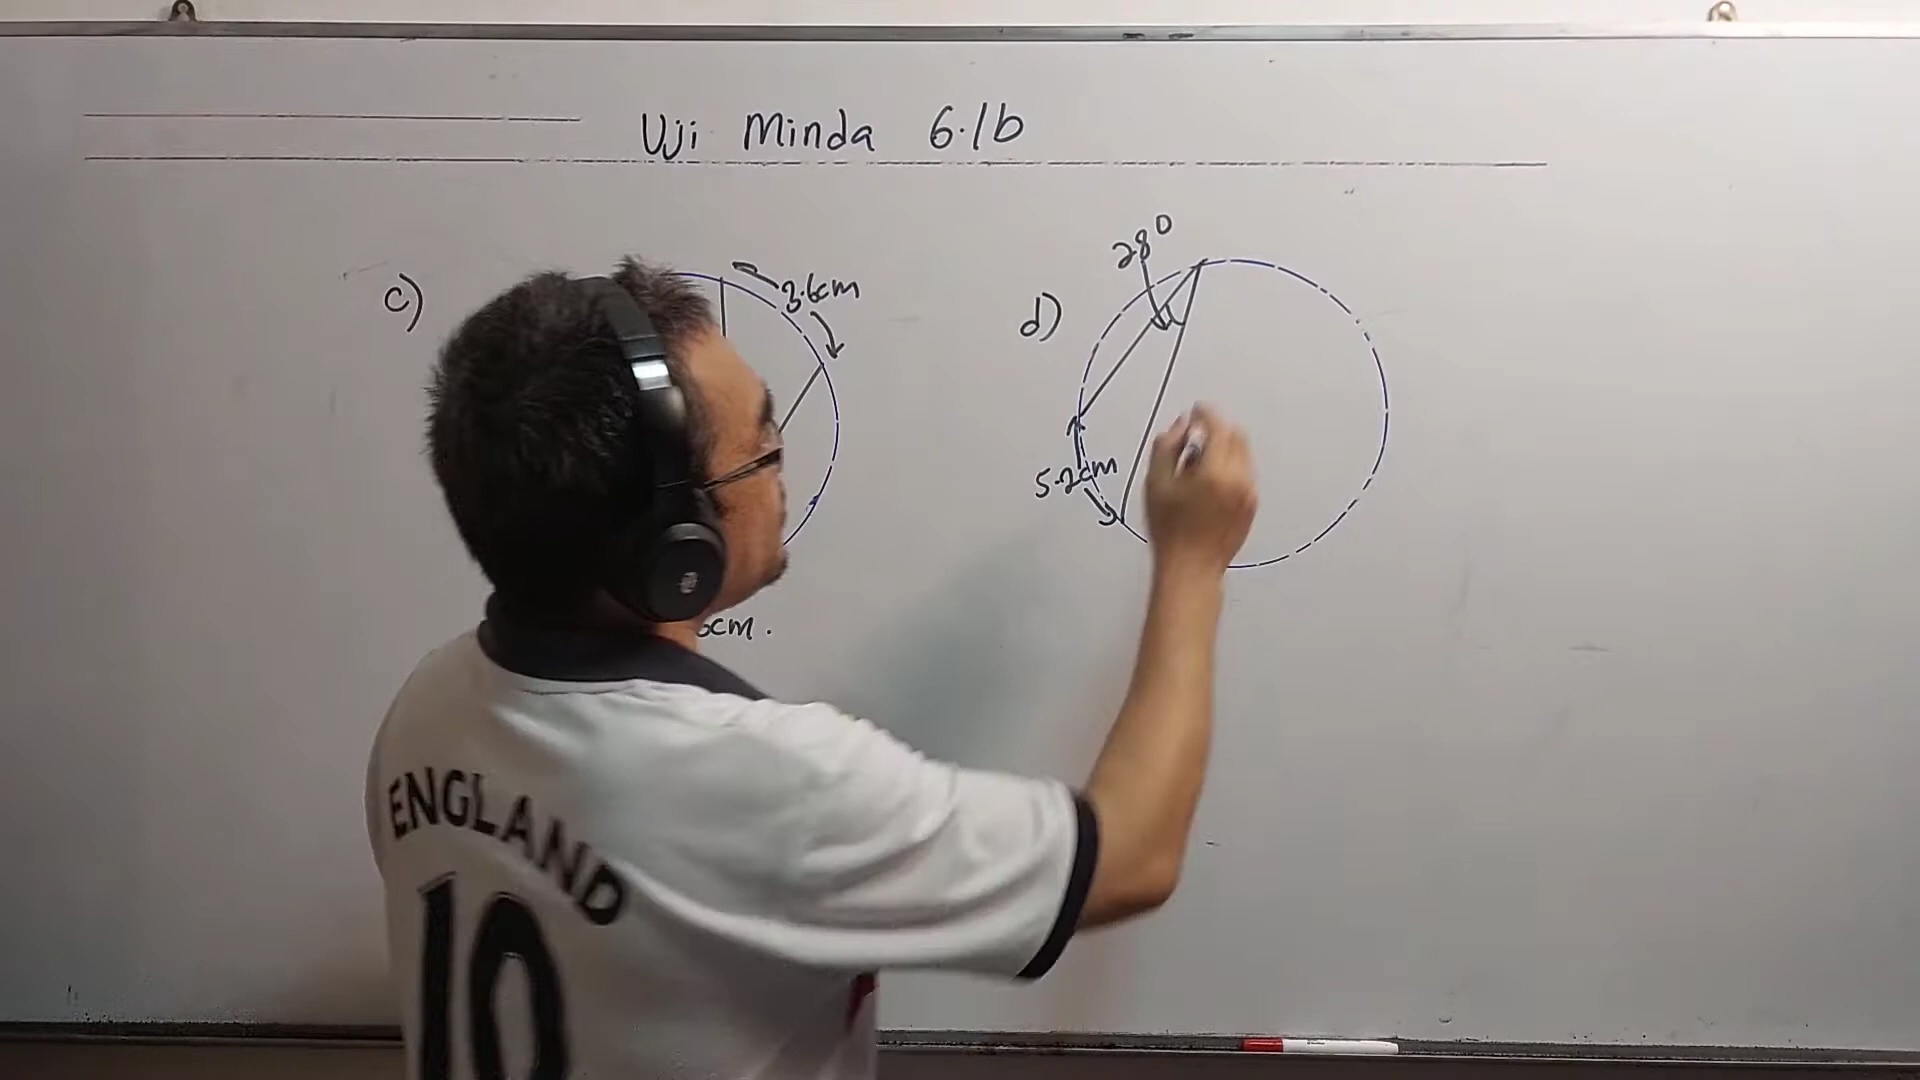 Uji Minda 6.1b
c)
3.6cm
cm.
d)
28°
5.2cm
ENGLAND
10